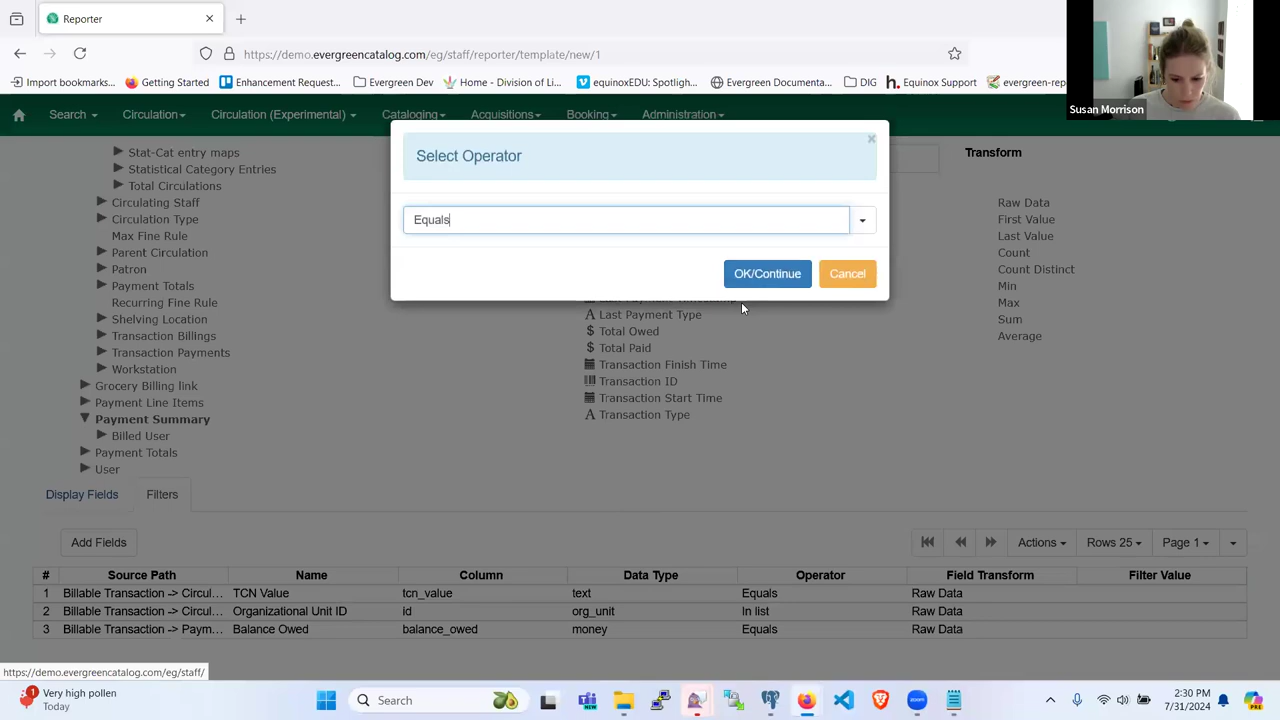 Reporter
https://demo.evergreencatalog.com/eg/staff/reporter/template/new/1
Import bookmarks... Getting Started Enhancement Request... Evergreen Dev Home - Division of Li... equinoxEDU: Spotligh... Evergreen Documenta... DIG Equinox Support evergreen-rep
Susan Morrison
Search Circulation Circulation (Experimental) Cataloging Acquisitions Booking Administration
Select Operator
×
Transform
Equals
OK/Continue Cancel
Stat-Cat entry maps
Statistical Category Entries
Total Circulations
Circulating Staff
Circulation Type
Max Fine Rule
Parent Circulation
Patron
Payment Totals
Recurring Fine Rule
Shelving Location
Transaction Billings
Transaction Payments
Workstation
Grocery Billing link
Payment Line Items
Payment Summary
Billed User
Payment Totals
User
Last Payment Type
Total Owed
Total Paid
Transaction Finish Time
Transaction ID
Transaction Start Time
Transaction Type
Raw Data
First Value
Last Value
Count
Count Distinct
Min
Max
Sum
Average
Display Fields Filters
Add Fields Actions Rows 25 Page 1
# Source Path Name Column Data Type Operator Field Transform Filter Value
1 Billable Transaction -> Circul... TCN Value tcn_value text Equals Raw Data
2 Billable Transaction -> Circul... Organizational Unit ID id org_unit In list Raw Data
3 Billable Transaction -> Paym... Balance Owed balance_owed money Equals Raw Data
https://demo.evergreencatalog.com/eg/staff/
1 Very high pollen
Today
Search
2:30 PM
7/31/2024